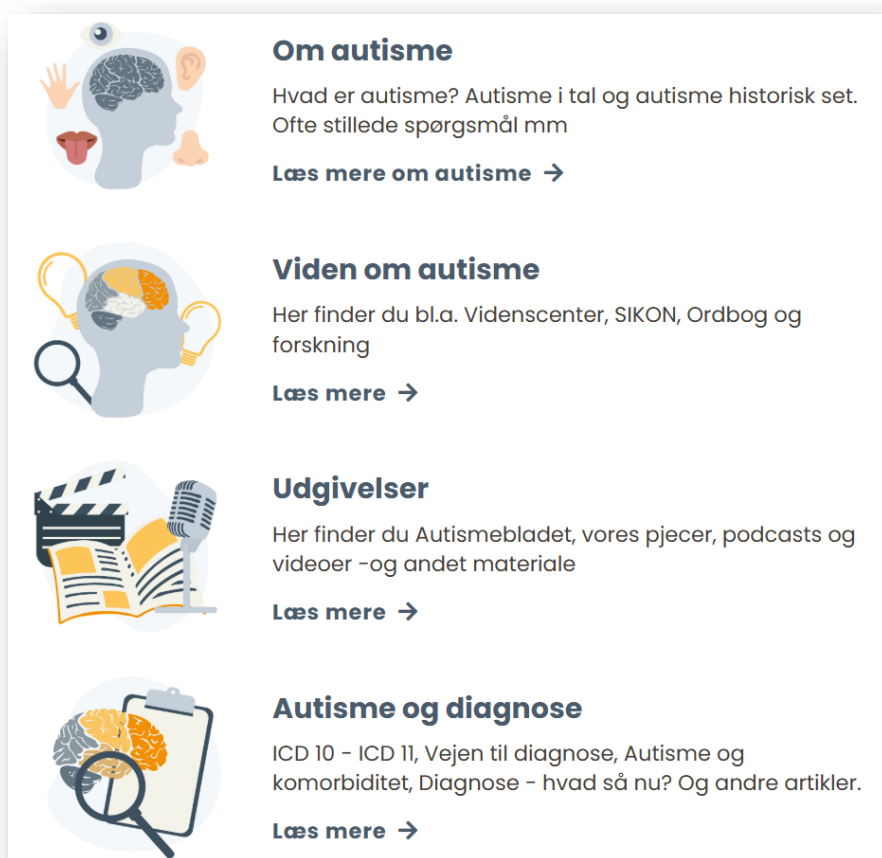 Om autisme
Hvad er autisme? Autisme i tal og autisme historisk set.
Ofte stillede spørgsmål mm
Læs mere om autisme →
Viden om autisme
Her finder du bl.a. Videnscenter, SIKON, Ordbog og
forskning
Læs mere →
Udgivelser
Her finder du Autismebladet, vores pjecer, podcasts og
videoer -og andet materiale
Læs mere →
Autisme og diagnose
ICD 10 - ICD 11, Vejen til diagnose, Autisme og
komorbiditet, Diagnose - hvad så nu? Og andre artikler.
Læs mere →